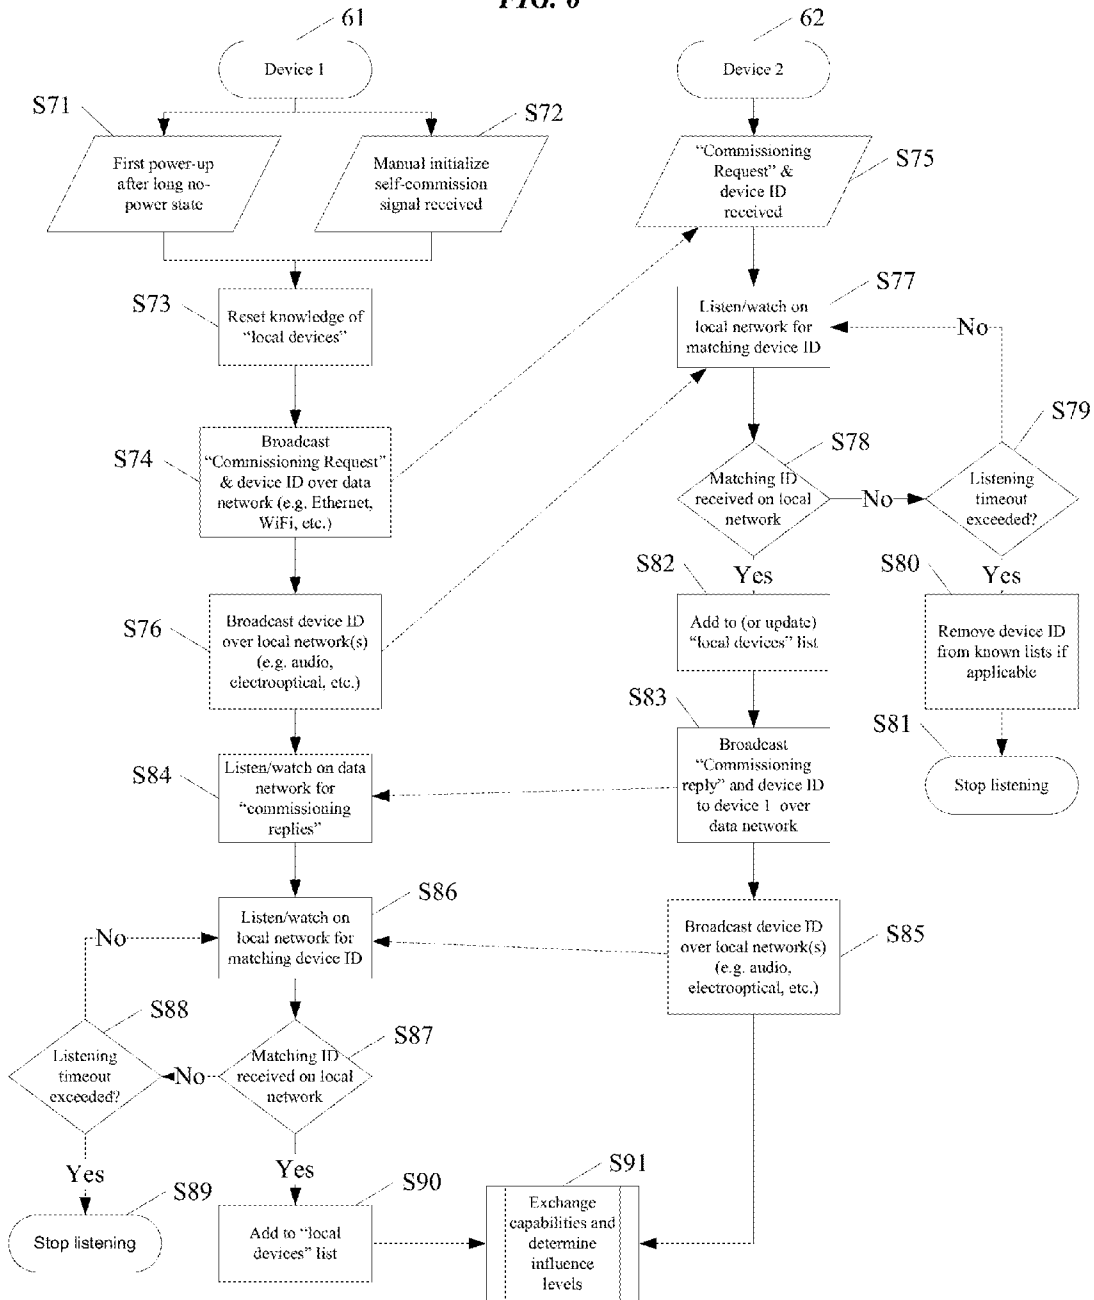 FIG. 6
61
62
Device 1
Device 2
S71
S72
First power-up
after long no-
power state
Manual initialize
self-commission
signal received
"Commissioning
Request" &
device ID
received
S75
S73
Reset knowledge of
"local devices"
S77
Listen/watch on
local network for
matching device ID
No
S74
Broadcast
"Commissioning Request"
& device ID over data
network (e.g. Ethernet,
WiFi, etc.)
S78
Matching ID
received on local
network
No
S79
Listening
timeout
exceeded?
S76
Broadcast device ID
over local network(s)
(e.g. audio,
electrooptical, etc.)
S82
Yes
Add to (or update)
"local devices" list
S80
Yes
Remove device ID
from known lists if
applicable
S84
Listen/watch on data
network for
"commissioning
replies"
S83
Broadcast
"Commissioning
reply" and device ID
to device 1 over
data network
S81
Stop listening
S86
Listen/watch on
local network for
matching device ID
No
S85
Broadcast device ID
over local network(s)
(e.g. audio,
electrooptical, etc.)
S88
Listening
timeout
exceeded?
No
S87
Matching ID
received on local
network
Yes
S89
Stop listening
Yes
S90
Add to "local
devices" list
S91
Exchange
capabilities and
determine
influence
levels